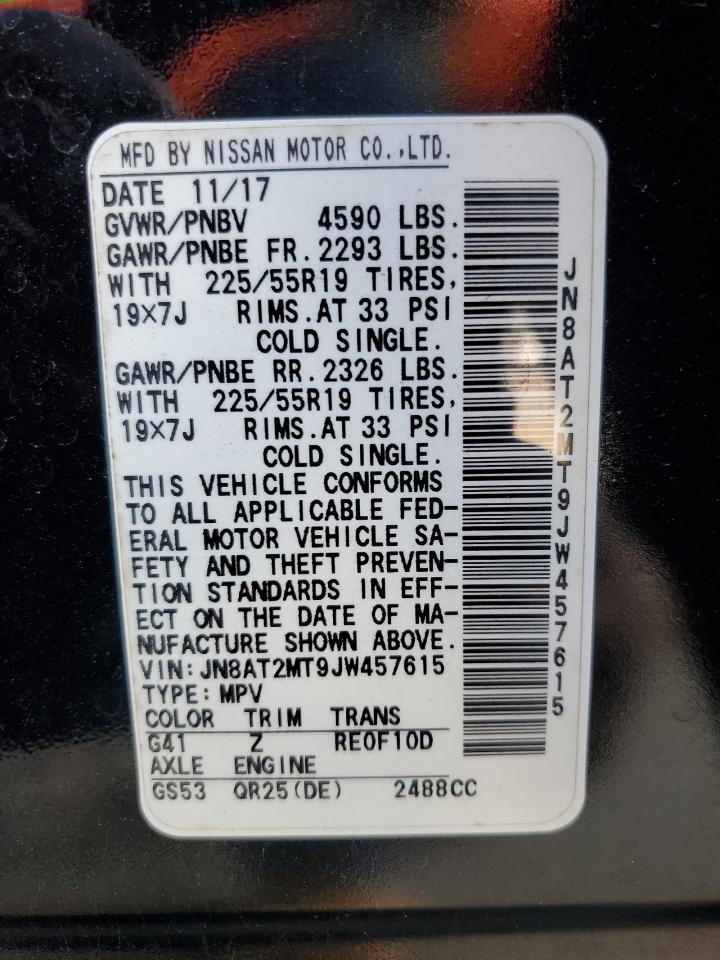 MFD BY NISSAN MOTOR CO.,LTD.
DATE 11/17
GVWR/PNBV 4590 LBS.
GAWR/PNBE FR.2293 LBS.
WITH 225/55R19 TIRES,
19×7J RIMS.AT 33 PSI
COLD SINGLE.
GAWR/PNBE RR.2326 LBS.
WITH 225/55R19 TIRES,
19×7J RIMS.AT 33 PSI
COLD SINGLE.
THIS VEHICLE CONFORMS
TO ALL APPLICABLE FED-
ERAL MOTOR VEHICLE SA-
FETY AND THEFT PREVEN-
TION STANDARDS IN EFF-
ECT ON THE DATE OF MA-
NUFACTURE SHOWN ABOVE.
VIN:JN8AT2MT9JW457615
TYPE:MPV
COLOR TRIM TRANS
G41 Z RE0F10D
AXLE ENGINE
GS53 QR25(DE) 2488CC
JN8AT2MT9JW457615